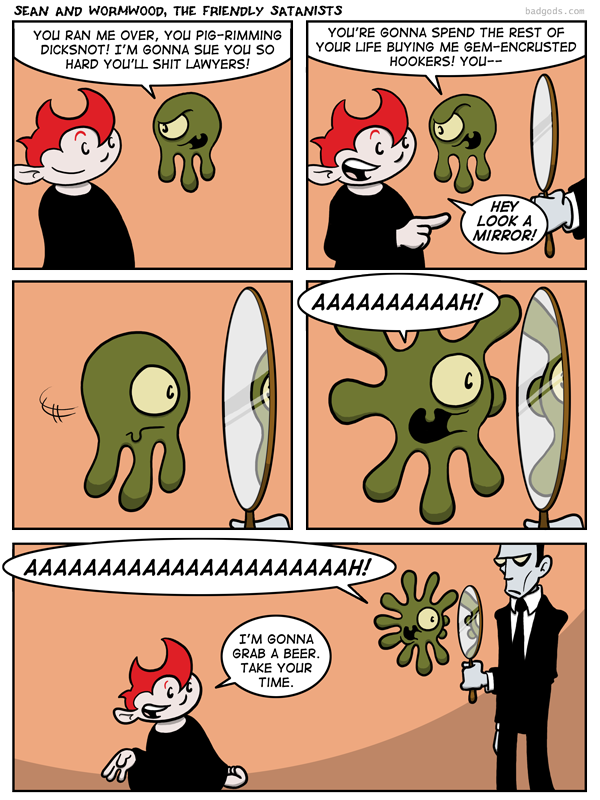 SEAN AND WORMWOOD, THE FRIENDLY SATANISTS
badgods.com
YOU RAN ME OVER, YOU PIG-RIMMING
DICKSNOT! I'M GONNA SUE YOU SO
HARD YOU'LL SHIT LAWYERS!
YOU'RE GONNA SPEND THE REST OF
YOUR LIFE BUYING ME GEM-ENCRUSTED
HOOKERS! YOU--
HEY
LOOK A
MIRROR!
AAAAAAAAAAH!
AAAAAAAAAAAAAAAAAAAAAAH!
I'M GONNA
GRAB A BEER.
TAKE YOUR
TIME.